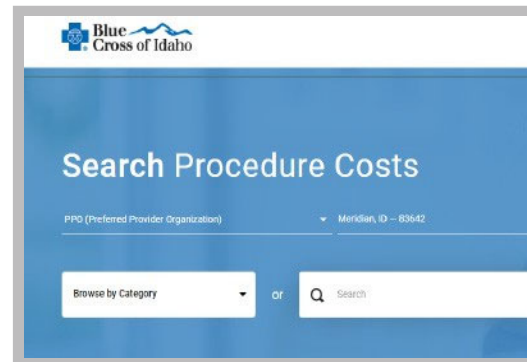 Blue
Cross of Idaho
Search Procedure Costs
PPO (Preferred Provider Organization) Meridian, ID – 83642
Browse by Category or Search